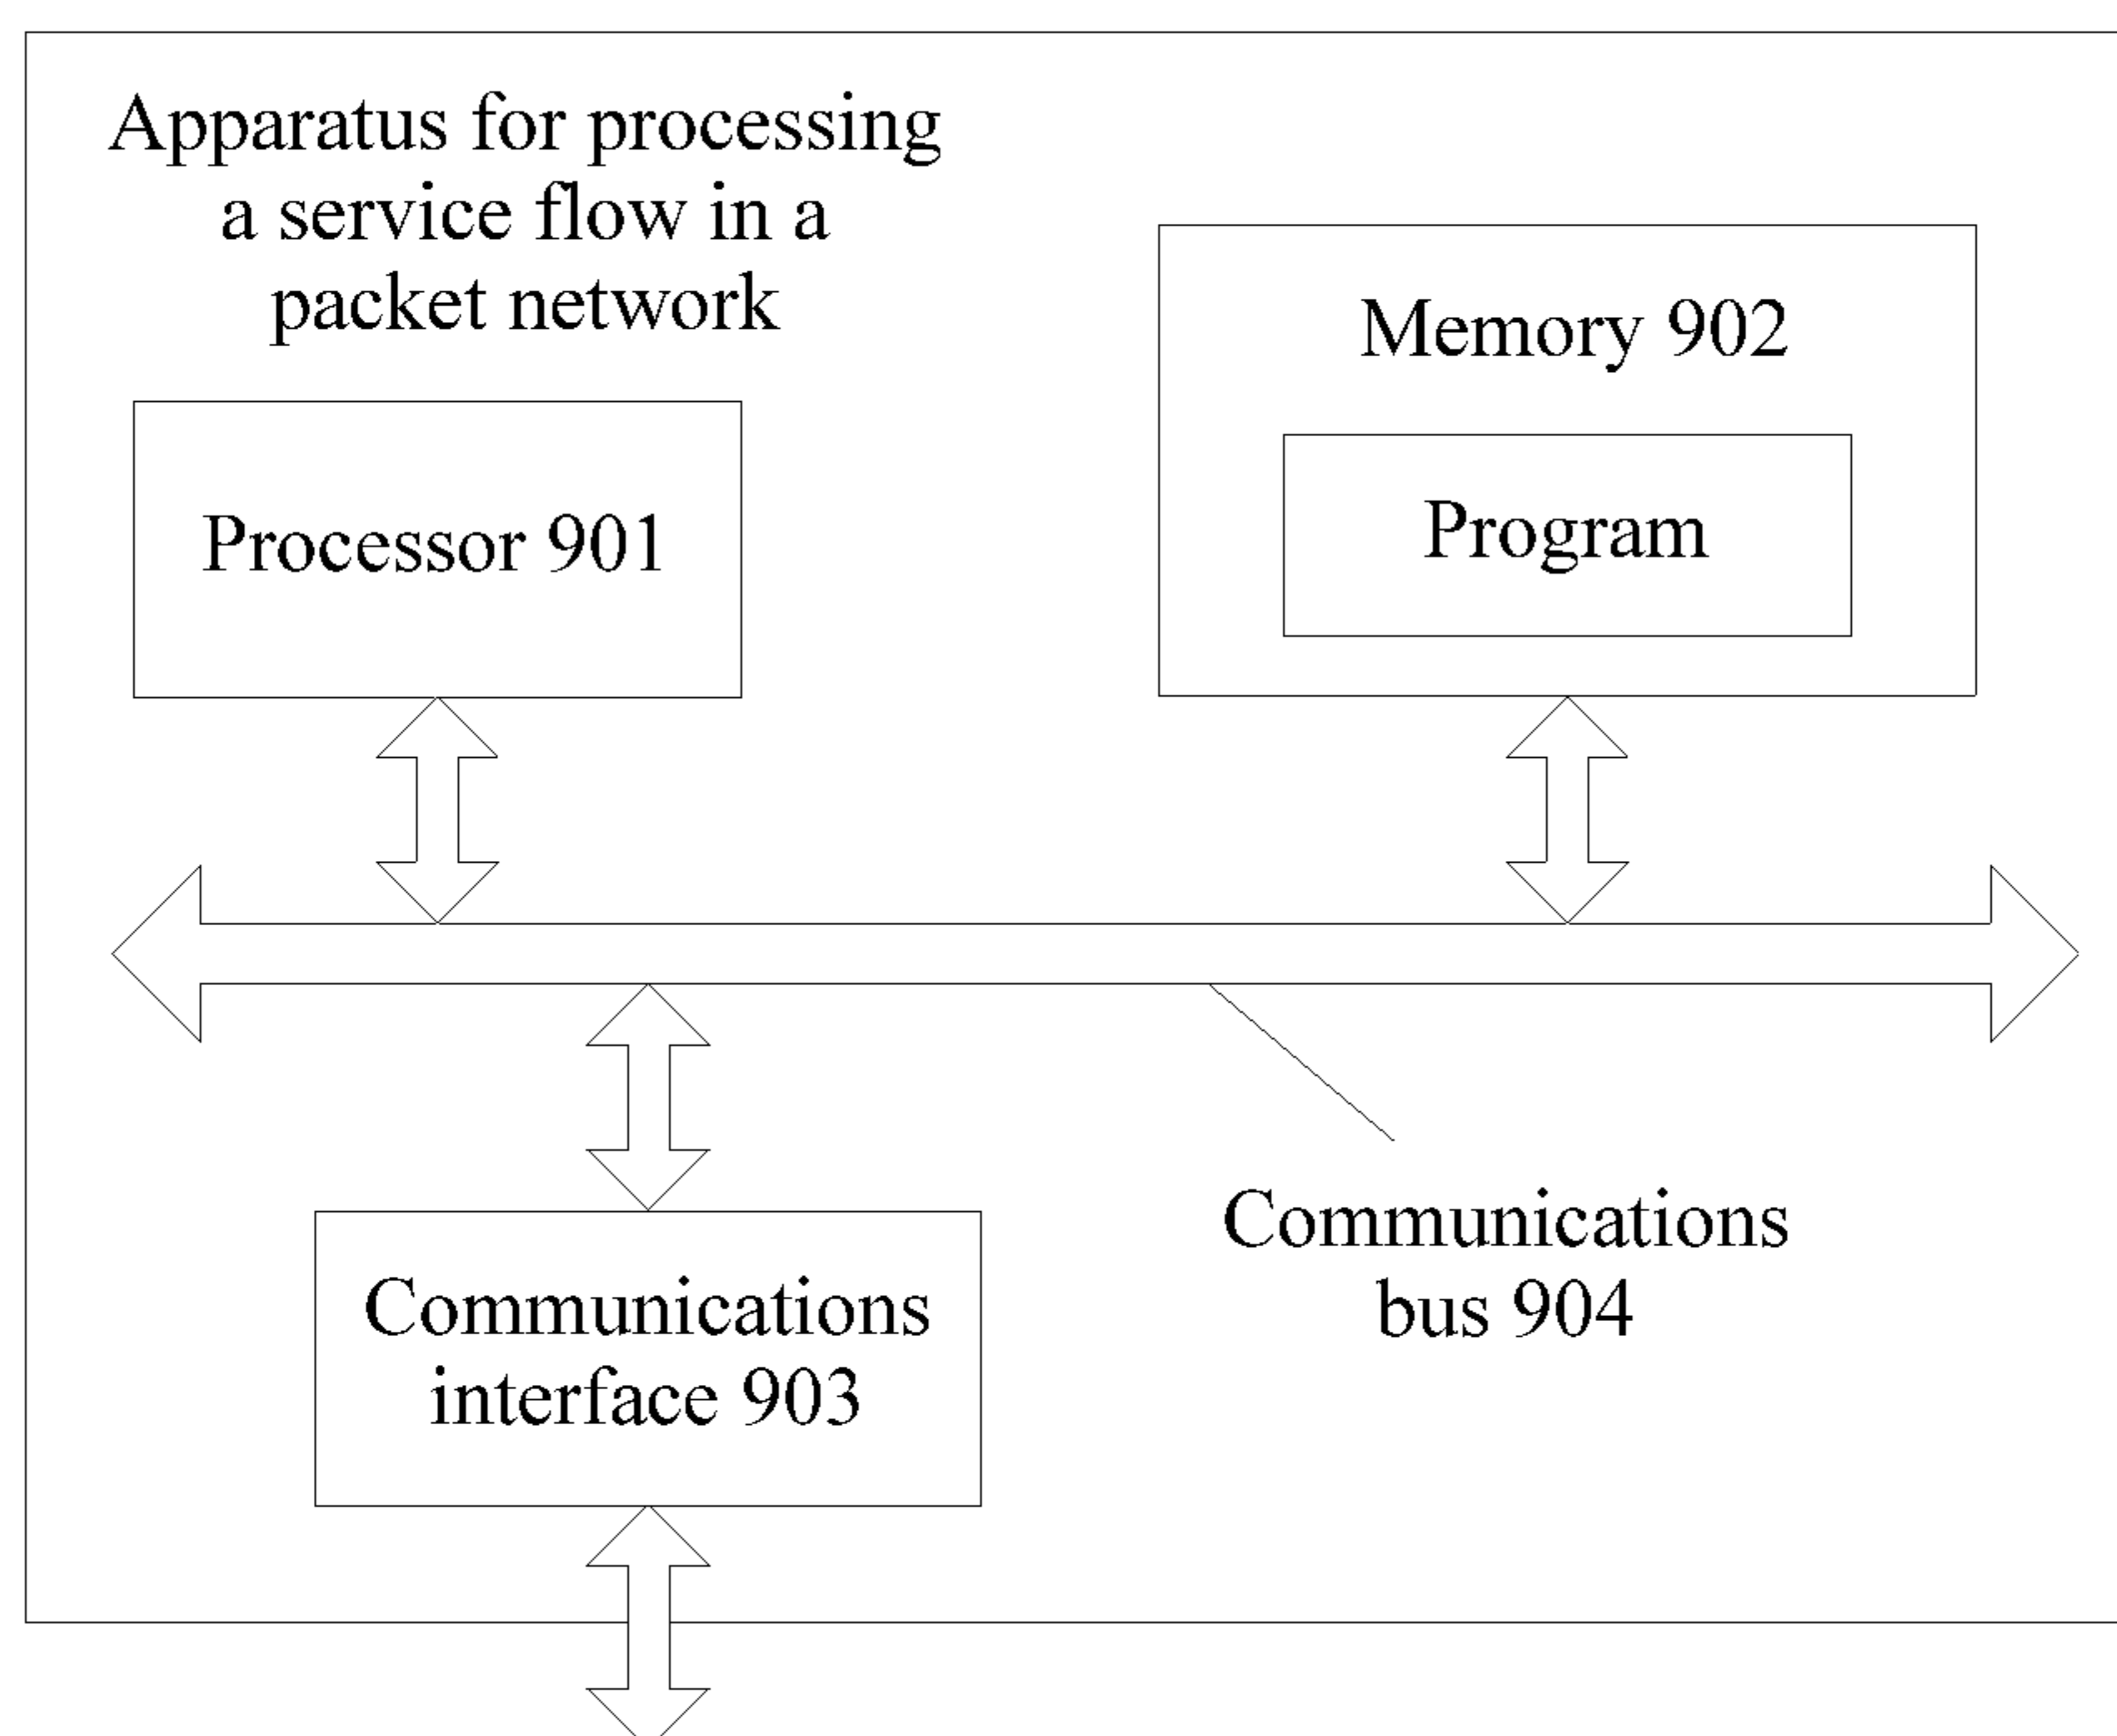 Apparatus for processing
a service flow in a
packet network
Memory 902
Program
Processor 901
Communications
bus 904
Communications
interface 903